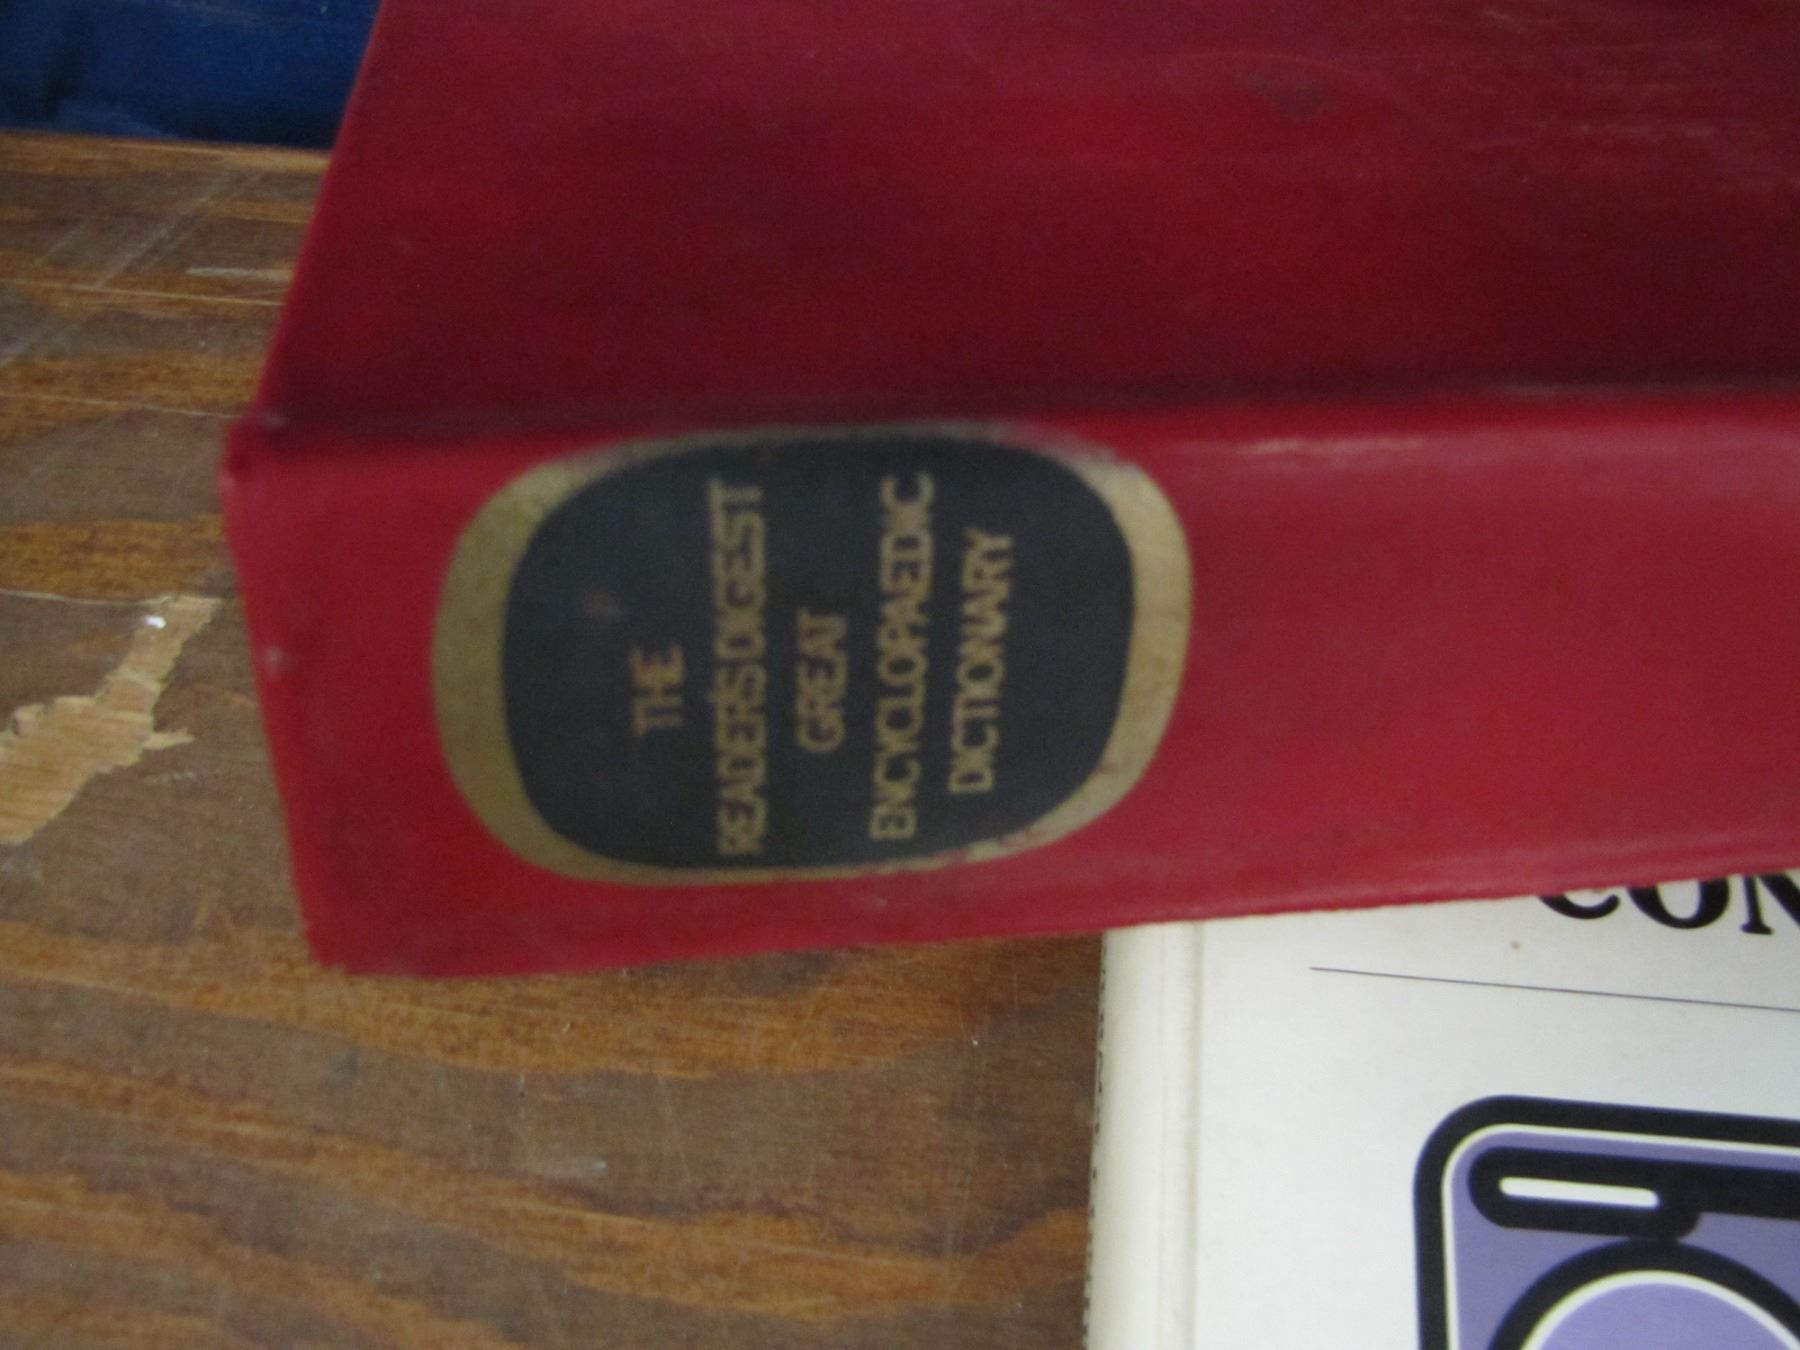 THE
READER'S DIGEST
GREAT
ENCYCLOPAEDIC
DICTIONARY
CON